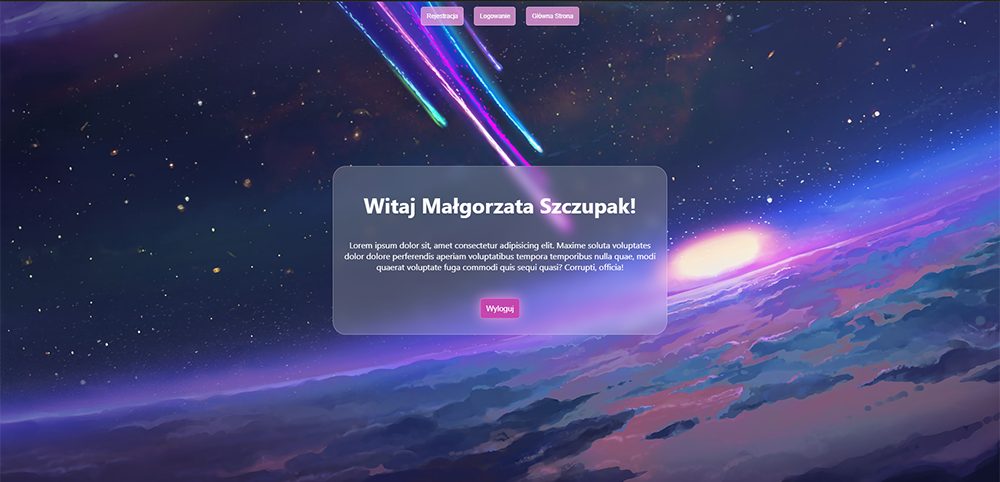 Rejestracja Logowanie Główna Strona
Witaj Małgorzata Szczupak!
Lorem ipsum dolor sit, amet consectetur adipisicing elit. Maxime soluta voluptates
dolor dolore perferendis aperiam voluptatibus tempora temporibus nulla quae, modi
quaerat voluptate fuga commodi quis sequi quasi? Corrupti, officia!
Wyloguj